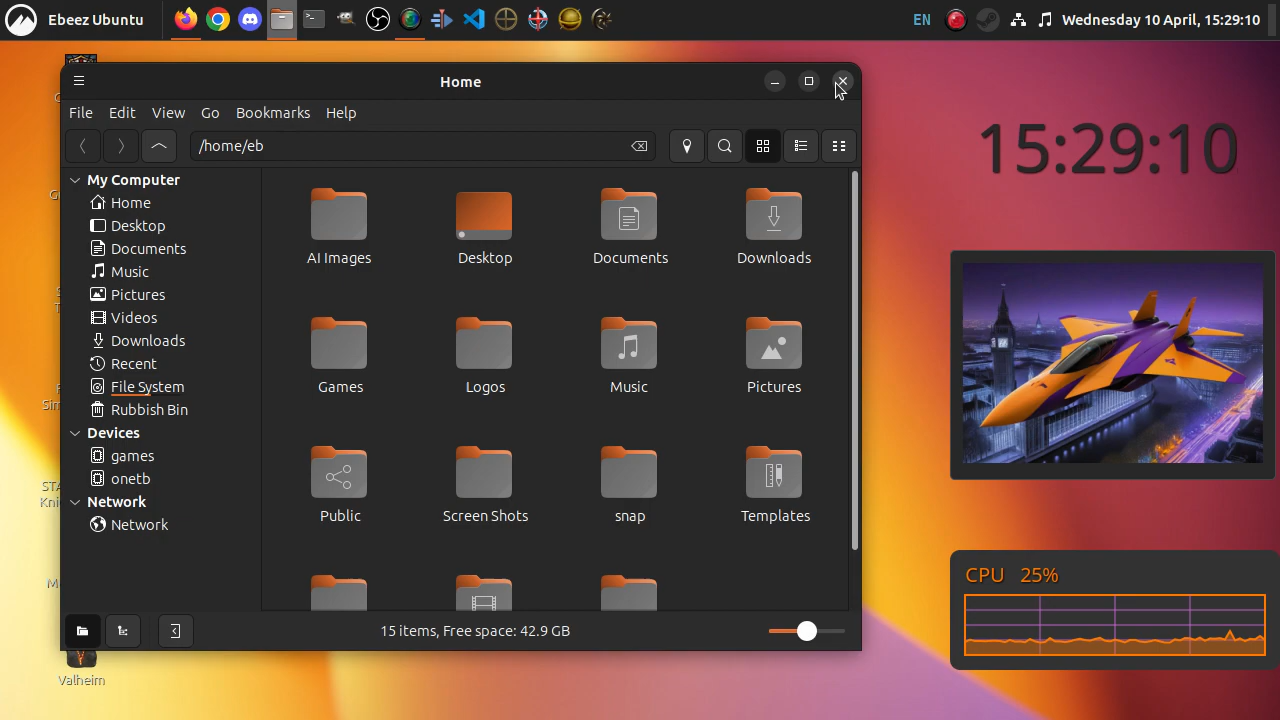 Ebeez Ubuntu
EN
Wednesday 10 April, 15:29:10
Home
File Edit View Go Bookmarks Help
/home/eb
My Computer
Home
Desktop
Documents
Music
Pictures
Videos
Downloads
Recent
File System
Rubbish Bin
Devices
games
onetb
Network
Network
AI Images
Desktop
Documents
Downloads
Games
Logos
Music
Pictures
Public
Screen Shots
snap
Templates
15 items, Free space: 42.9 GB
15:29:10
CPU 25%
Valheim